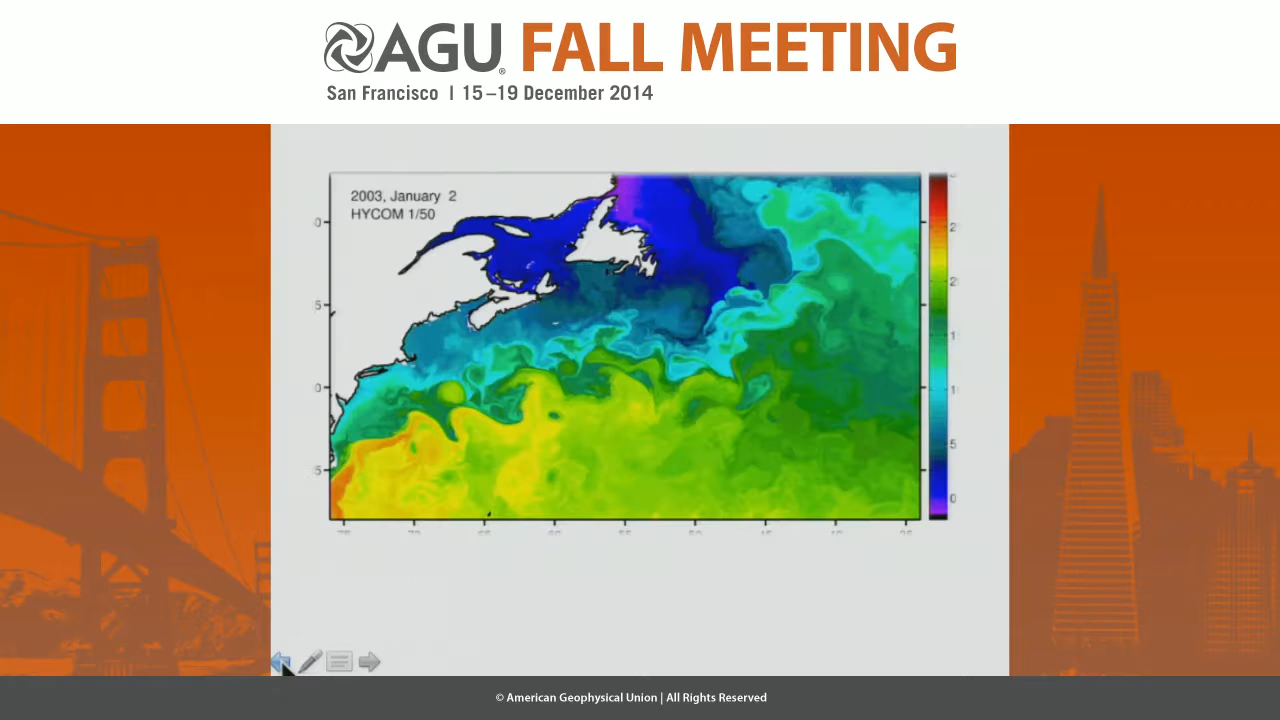 AGU FALL MEETING
San Francisco | 15–19 December 2014
2003, January 2
HYCOM 1/50
© American Geophysical Union | All Rights Reserved